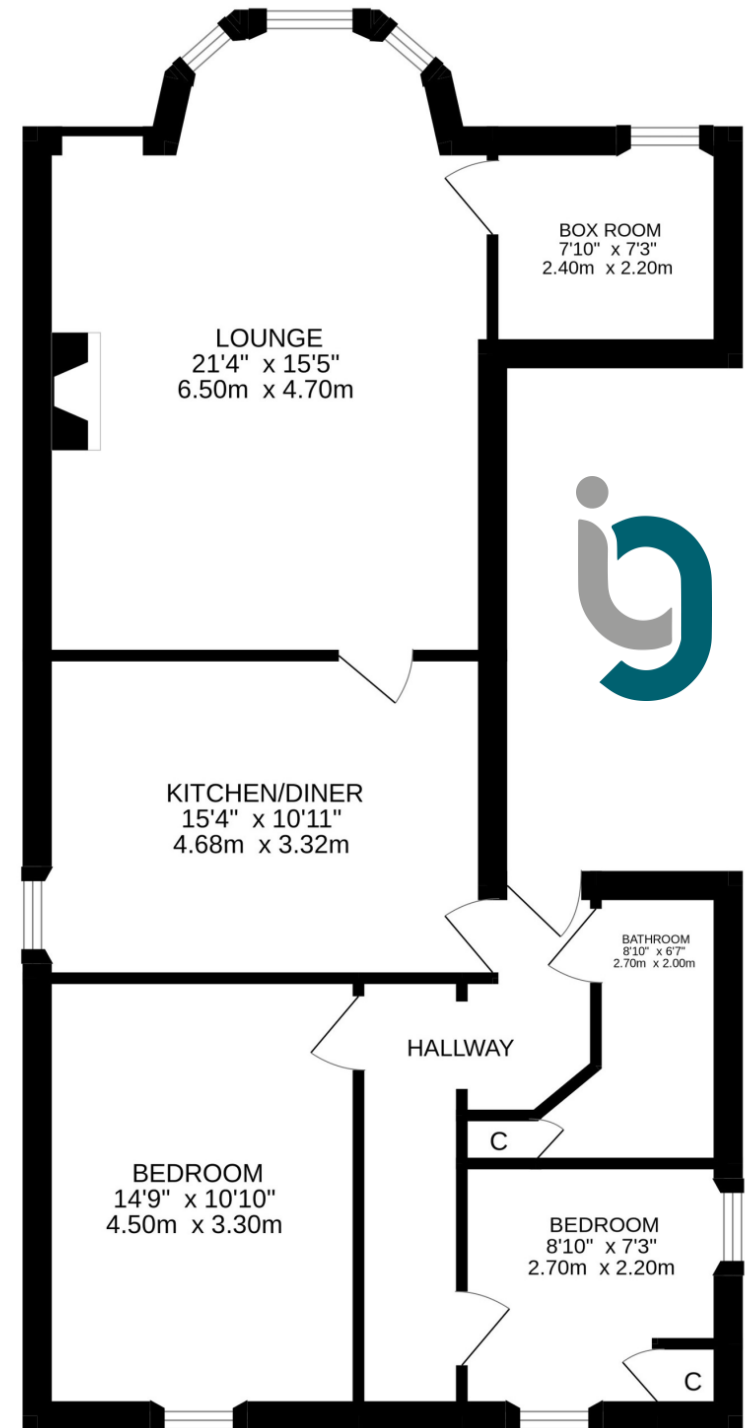 BOX ROOM
7'10" x 7'3"
2.40m x 2.20m
LOUNGE
21'4" x 15'5"
6.50m x 4.70m
KITCHEN/DINER
15'4" x 10'11"
4.68m x 3.32m
BATHROOM
8'10" x 6'7"
2.70m x 2.00m
HALLWAY
C
BEDROOM
14'9" x 10'10"
4.50m x 3.30m
BEDROOM
8'10" x 7'3"
2.70m x 2.20m
C